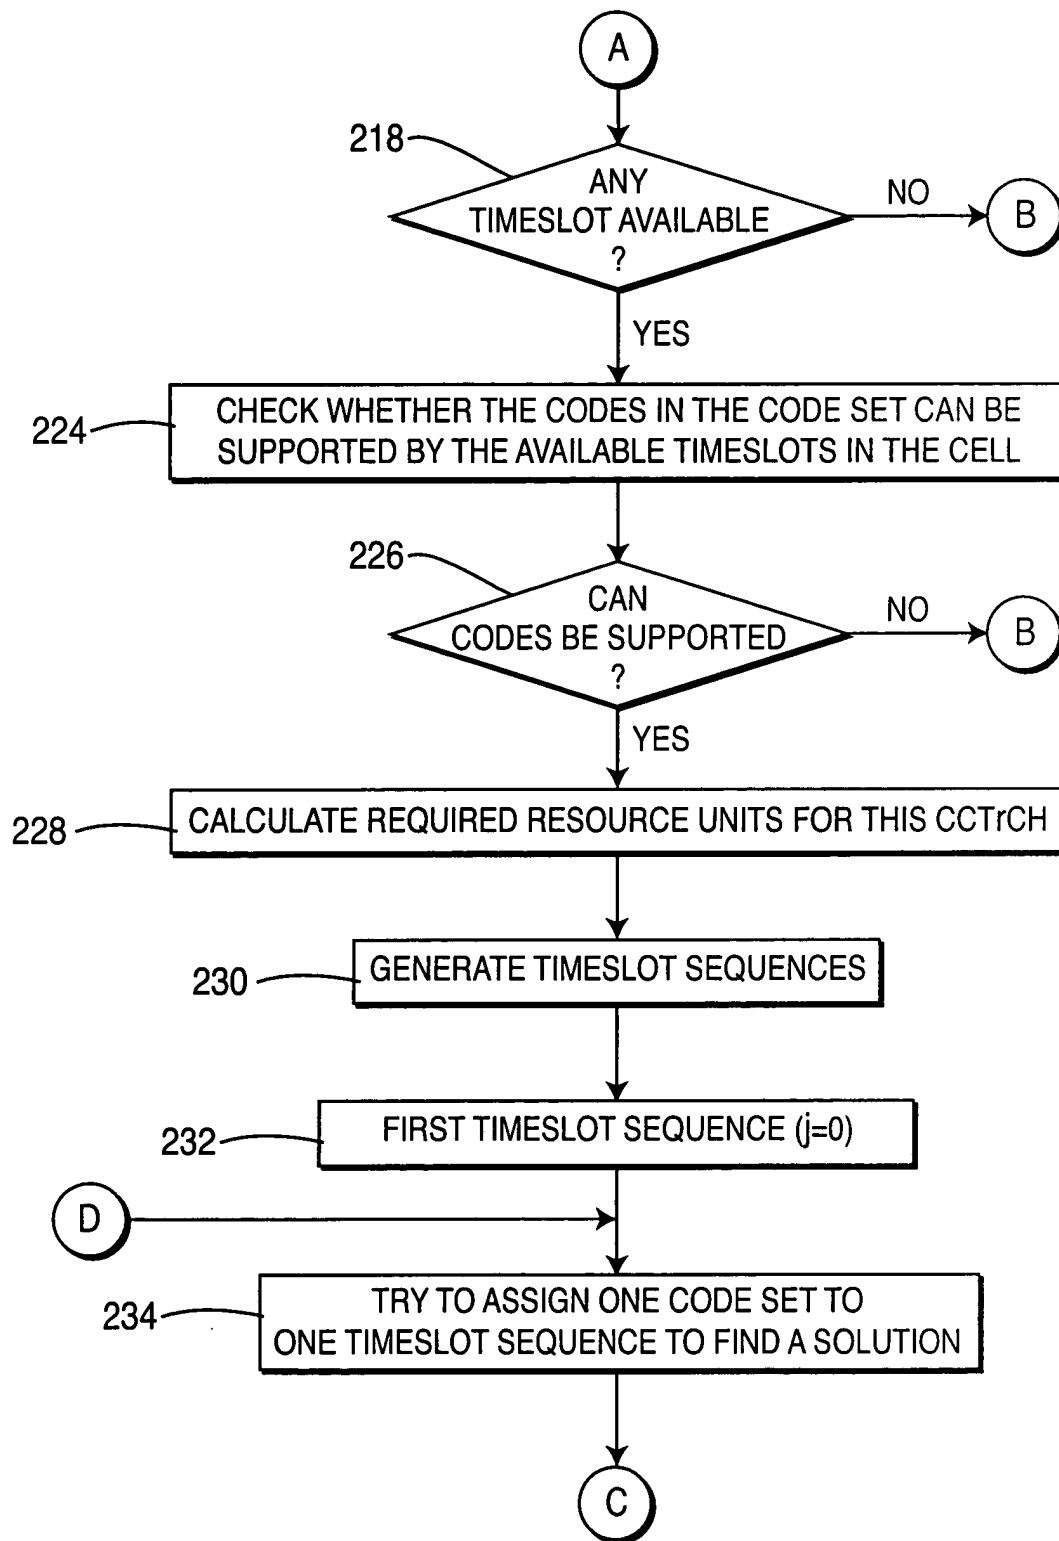 A
218
ANY
TIMESLOT AVAILABLE
?
NO
B
YES
224
CHECK WHETHER THE CODES IN THE CODE SET CAN BE
SUPPORTED BY THE AVAILABLE TIMESLOTS IN THE CELL
226
CAN
CODES BE SUPPORTED
?
NO
B
YES
228
CALCULATE REQUIRED RESOURCE UNITS FOR THIS CCTrCH
230
GENERATE TIMESLOT SEQUENCES
232
FIRST TIMESLOT SEQUENCE (j=0)
D
234
TRY TO ASSIGN ONE CODE SET TO
ONE TIMESLOT SEQUENCE TO FIND A SOLUTION
C